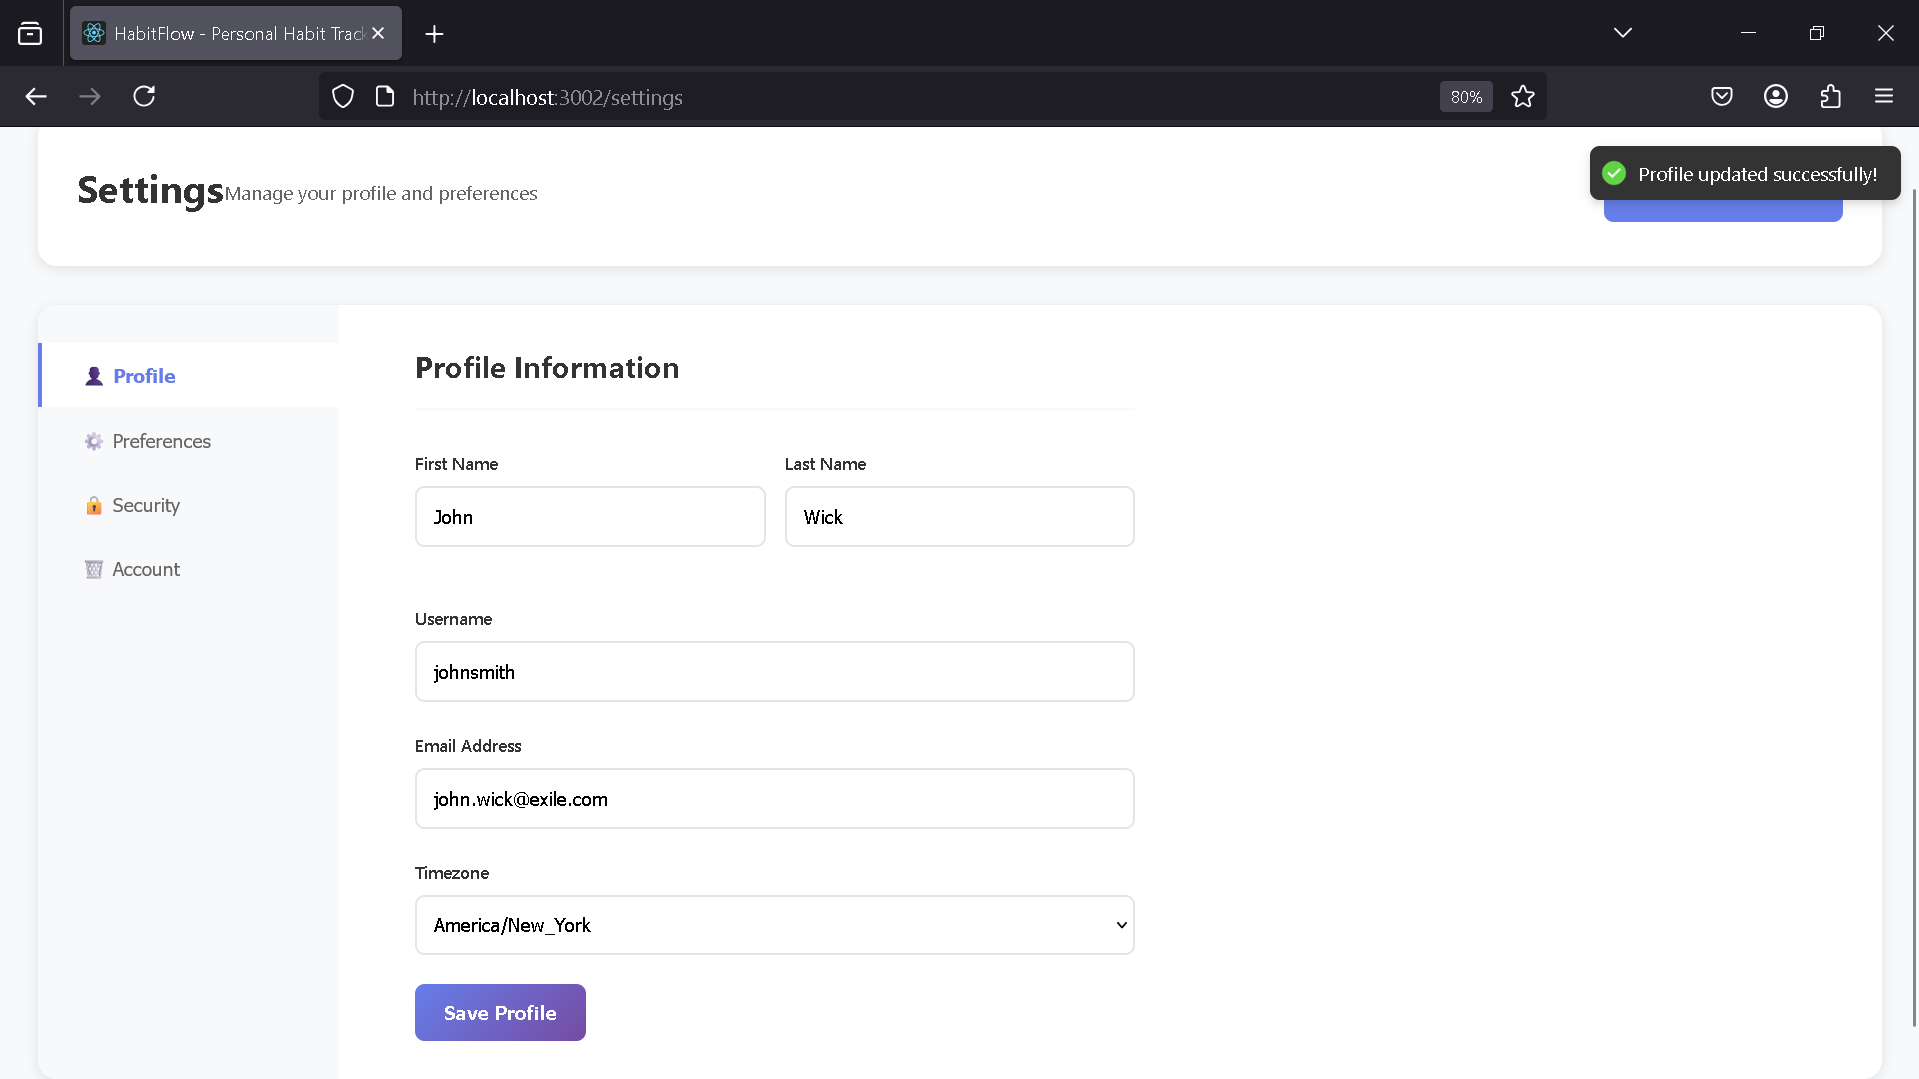 HabitFlow - Personal Habit Trac
http://localhost:3002/settings
80%
Settings
Manage your profile and preferences
Profile updated successfully!
Profile
Preferences
Security
Account
Profile Information
First Name
Last Name
John
Wick
Username
johnsmith
Email Address
john.wick@exile.com
Timezone
America/New_York
Save Profile